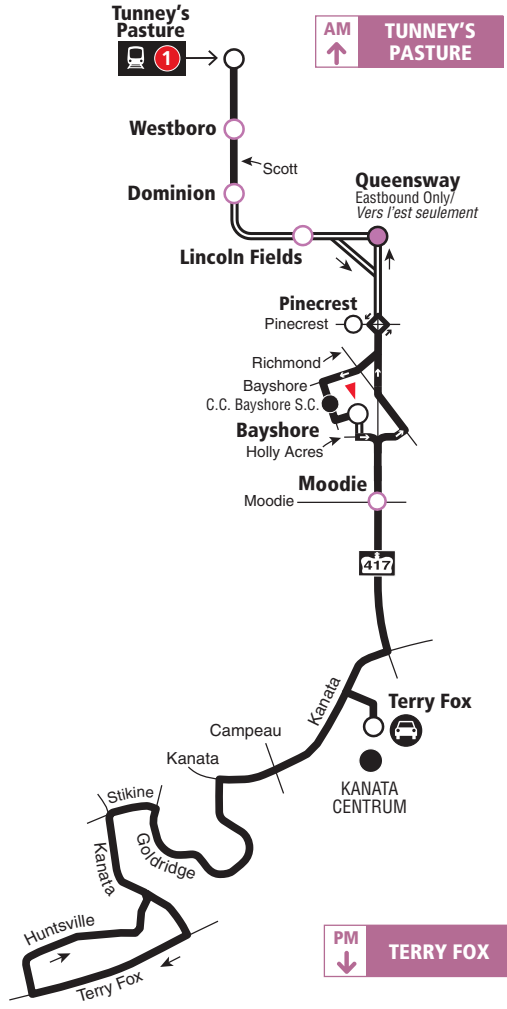 Tunney's
Pasture
1
AM
TUNNEY'S
PASTURE
Westboro
Scott
Dominion
Queensway
Eastbound Only/
Vers l'est seulement
Lincoln Fields
Pinecrest
Pinecrest
Richmond
Bayshore
C.C. Bayshore S.C.
Bayshore
Holly Acres
Moodie
Moodie
417
Kanata
Terry Fox
Campeau
Kanata
KANATA
CENTRUM
Stikine
Goldridge
Kanata
Huntsville
Terry Fox
PM
TERRY FOX